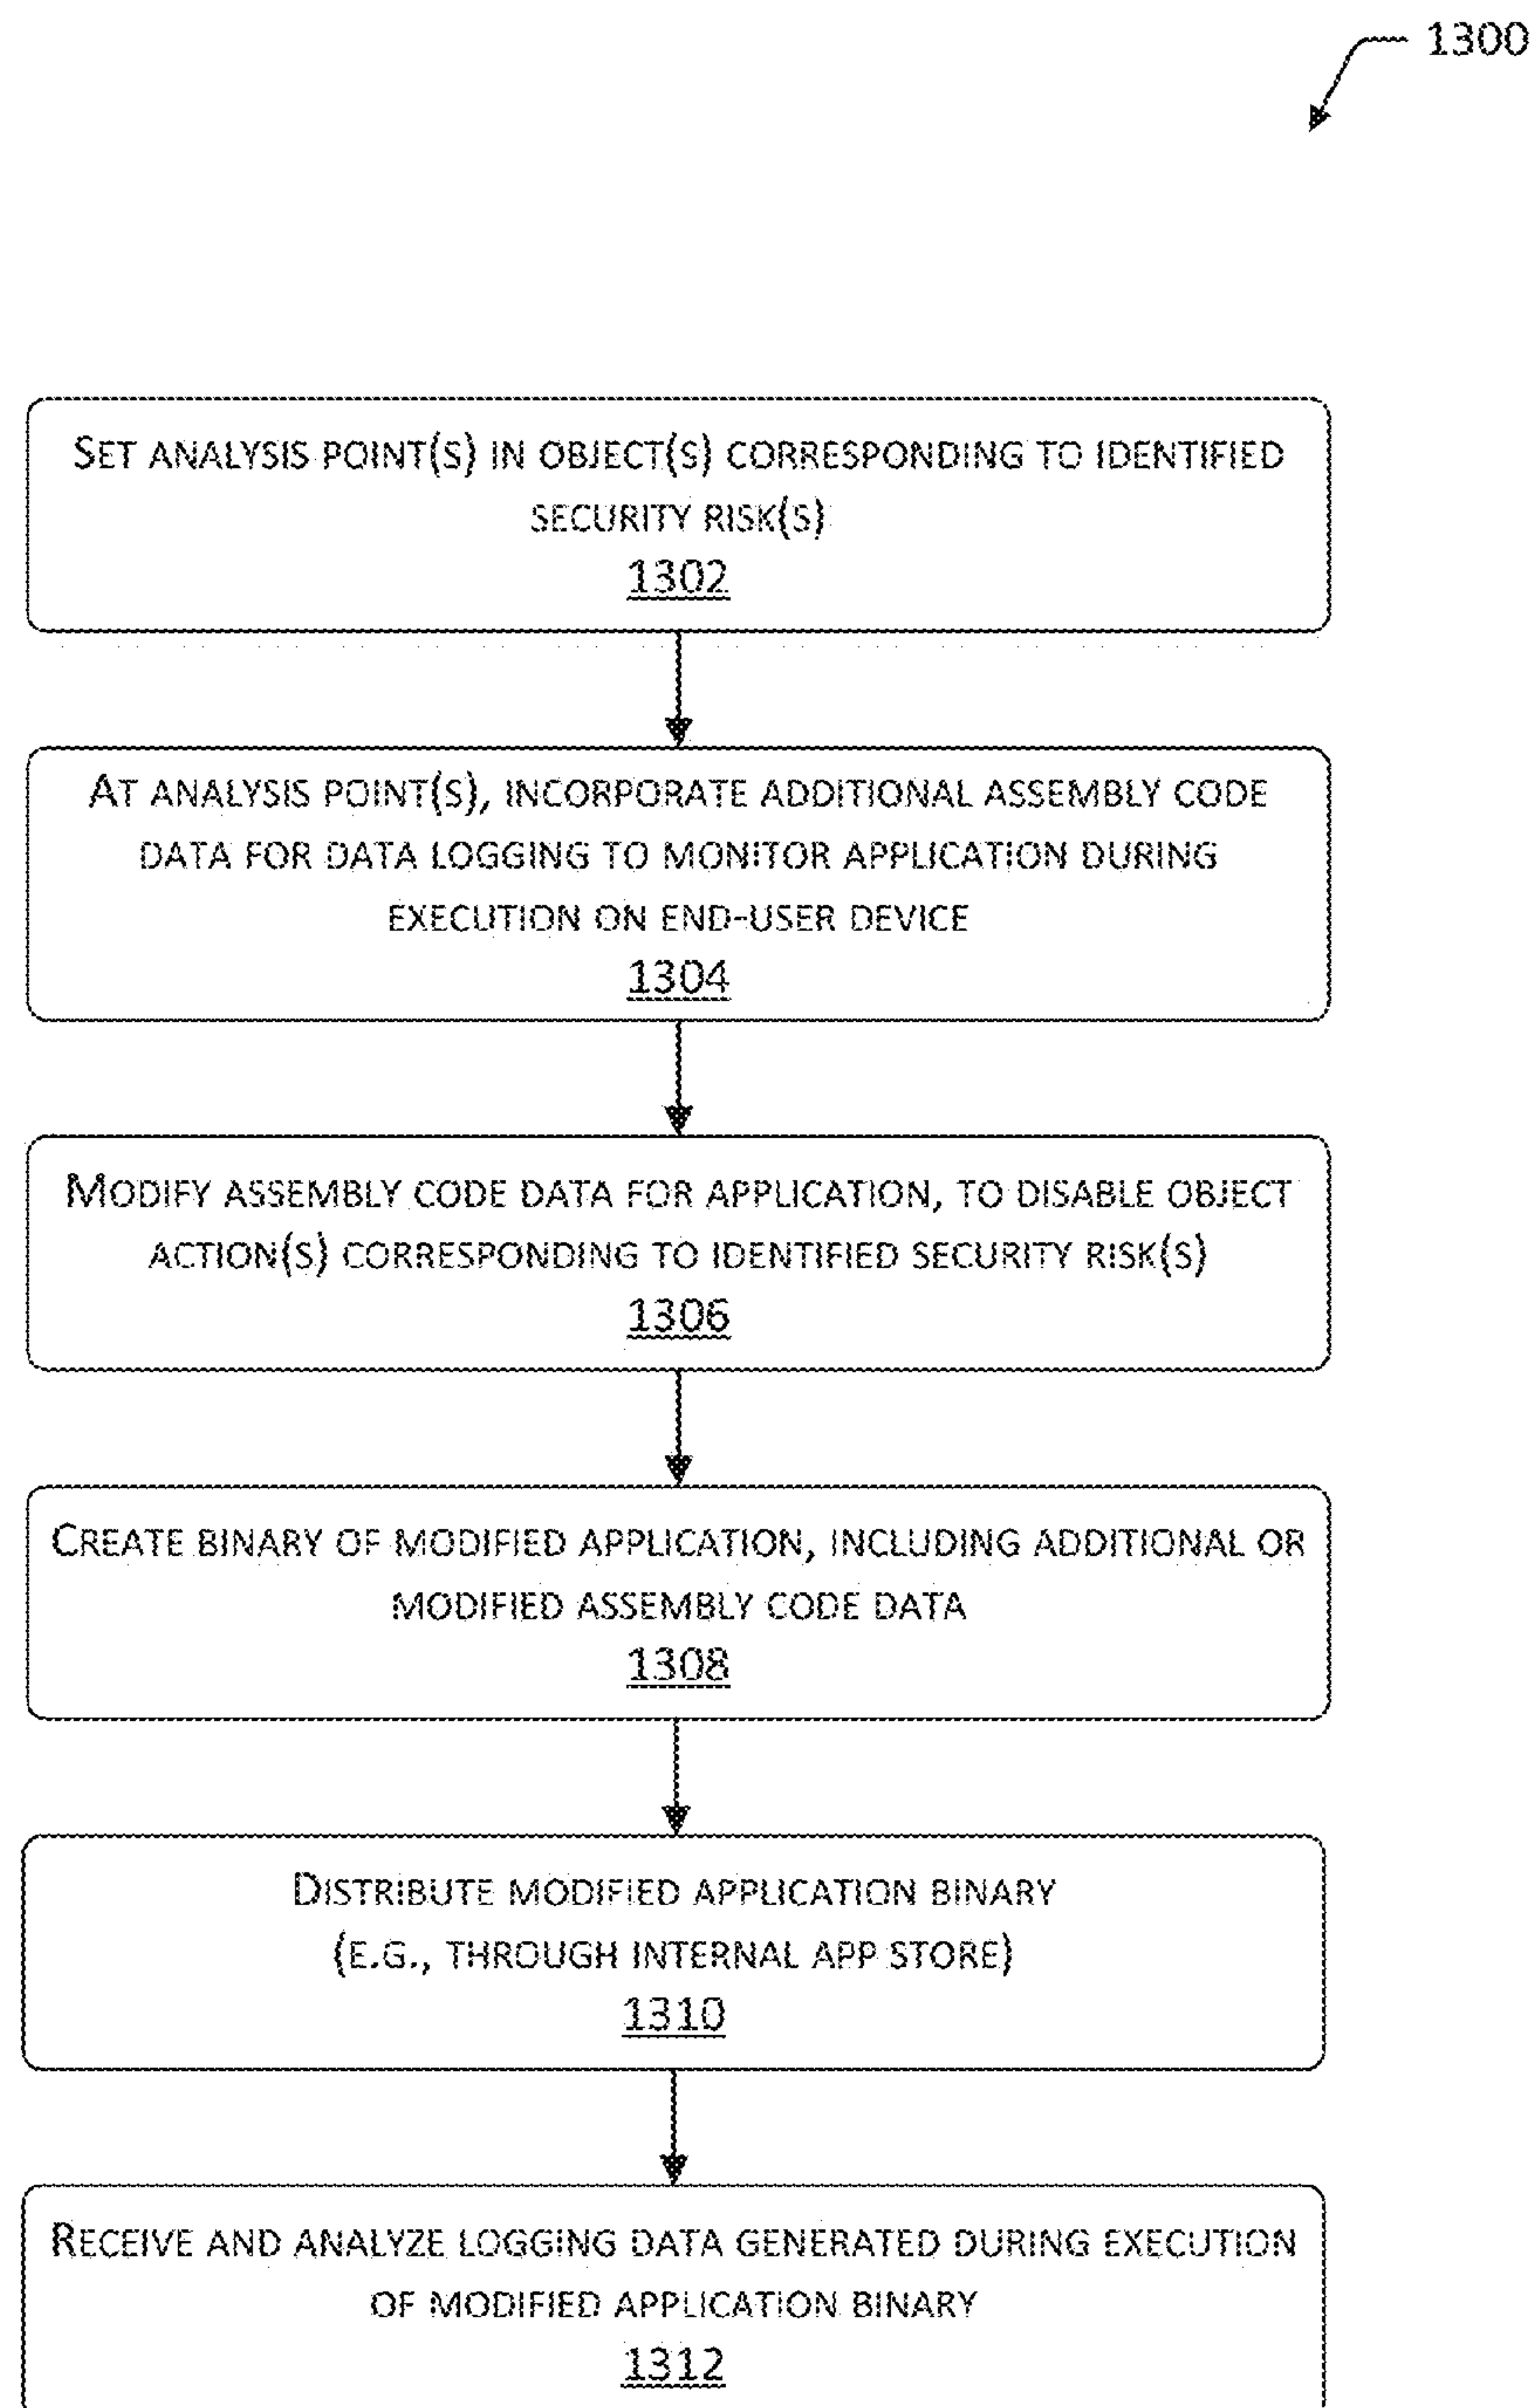 1300
SET ANALYSIS POINT(S) IN OBJECT(S) CORRESPONDING TO IDENTIFIED
SECURITY RISK(S)
1302
AT ANALYSIS POINT(S), INCORPORATE ADDITIONAL ASSEMBLY CODE
DATA FOR DATA LOGGING TO MONITOR APPLICATION DURING
EXECUTION ON END-USER DEVICE
1304
MODIFY ASSEMBLY CODE DATA FOR APPLICATION, TO DISABLE OBJECT
ACTION(S) CORRESPONDING TO IDENTIFIED SECURITY RISK(S)
1306
CREATE BINARY OF MODIFIED APPLICATION, INCLUDING ADDITIONAL OR
MODIFIED ASSEMBLY CODE DATA
1308
DISTRIBUTE MODIFIED APPLICATION BINARY
(E.G., THROUGH INTERNAL APP STORE)
1310
RECEIVE AND ANALYZE LOGGING DATA GENERATED DURING EXECUTION
OF MODIFIED APPLICATION BINARY
1312